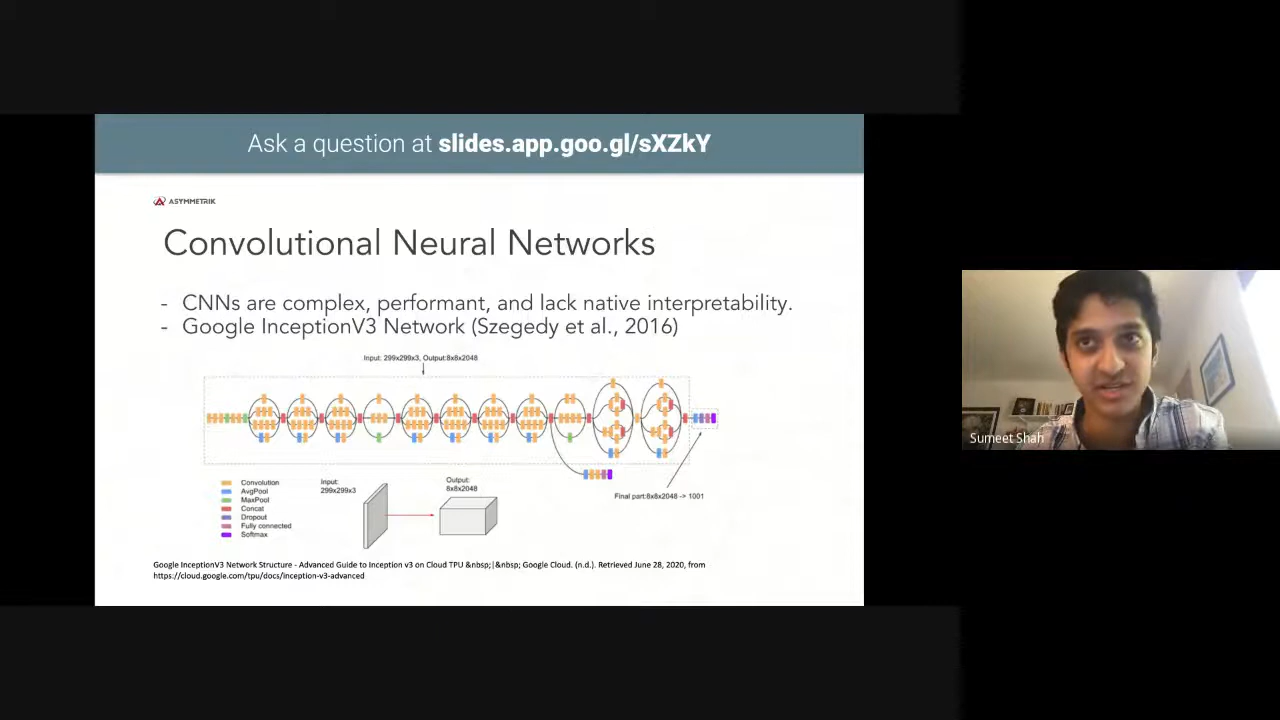 Ask a question at slides.app.goo.gl/sXZkY
ASYMMETRIK
Convolutional Neural Networks
- CNNs are complex, performant, and lack native interpretability.
- Google InceptionV3 Network (Szegedy et al., 2016)
Input: 299x299x3, Output:8x8x2048
Convolution
AvgPool
MaxPool
Concat
Dropout
Fully connected
Softmax
Input:
299x299x3
Output:
8x8x2048
Final part:8x8x2048 -> 1001
Google InceptionV3 Network Structure - Advanced Guide to Inception v3 on Cloud TPU &nbsp;|&nbsp; Google Cloud. (n.d.). Retrieved June 28, 2020, from
https://cloud.google.com/tpu/docs/inception-v3-advanced
Sumeet Shah